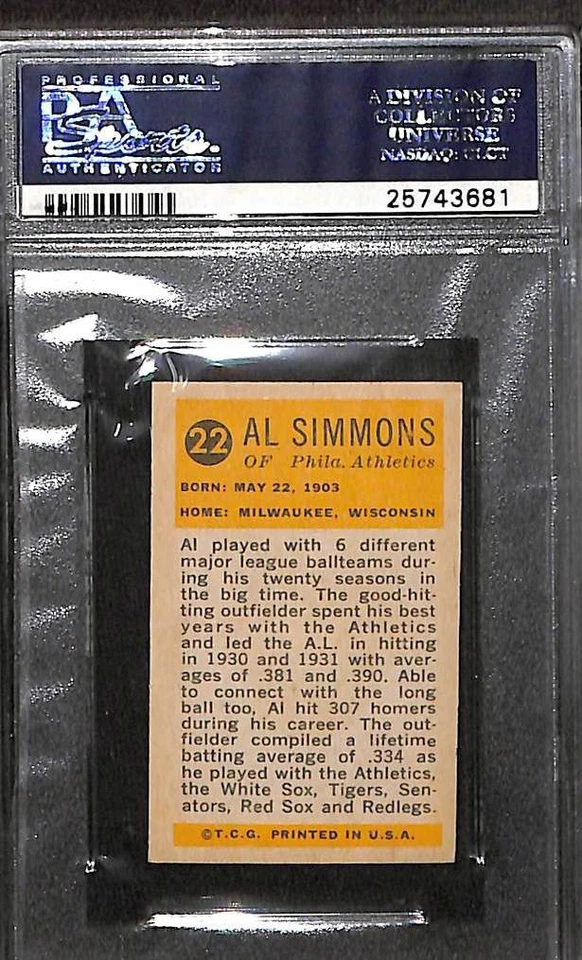 PROFESSIONAL
PSA
Sports
AUTHENTICATOR
A DIVISION OF
COLLECTORS
UNIVERSE
NASDAQ: CLCT
25743681
22 AL SIMMONS
OF Phila. Athletics
BORN: MAY 22, 1903
HOME: MILWAUKEE, WISCONSIN
Al played with 6 different
major league ballteams dur-
ing his twenty seasons in
the big time. The good-hit-
ting outfielder spent his best
years with the Athletics
and led the A.L. in hitting
in 1930 and 1931 with aver-
ages of .381 and .390. Able
to connect with the long
ball too, Al hit 307 homers
during his career. The out-
fielder compiled a lifetime
batting average of .334 as
he played with the Athletics,
the White Sox, Tigers, Sen-
ators, Red Sox and Redlegs.
©T.C.G. PRINTED IN U.S.A.